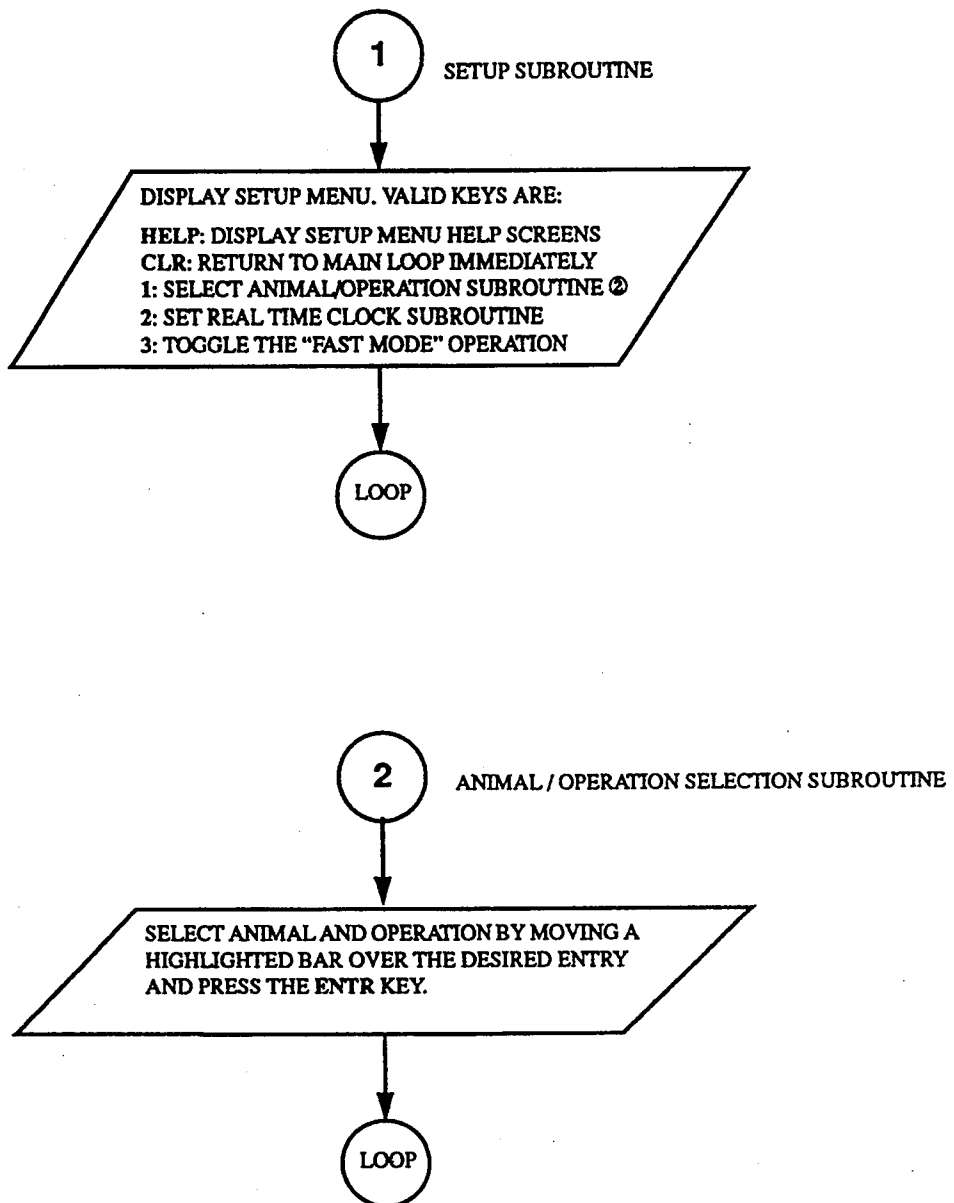 1
SETUP SUBROUTINE
DISPLAY SETUP MENU. VALID KEYS ARE:
HELP: DISPLAY SETUP MENU HELP SCREENS
CLR: RETURN TO MAIN LOOP IMMEDIATELY
1: SELECT ANIMAL/OPERATION SUBROUTINE ②
2: SET REAL TIME CLOCK SUBROUTINE
3: TOGGLE THE “FAST MODE” OPERATION
LOOP
2
ANIMAL / OPERATION SELECTION SUBROUTINE
SELECT ANIMAL AND OPERATION BY MOVING A
HIGHLIGHTED BAR OVER THE DESIRED ENTRY
AND PRESS THE ENTR KEY.
LOOP